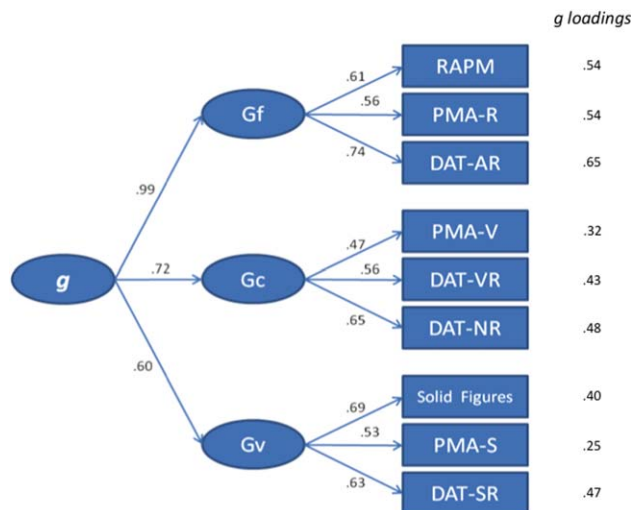 g loadings
RAPM
.54
.61
Gf
.56
PMA-R
.54
.74
DAT-AR
.65
.99
PMA-V
.32
.47
g
.72
Gc
.56
DAT-VR
.43
.65
DAT-NR
.48
.60
Solid Figures
.40
.69
Gv
.53
PMA-S
.25
.63
DAT-SR
.47